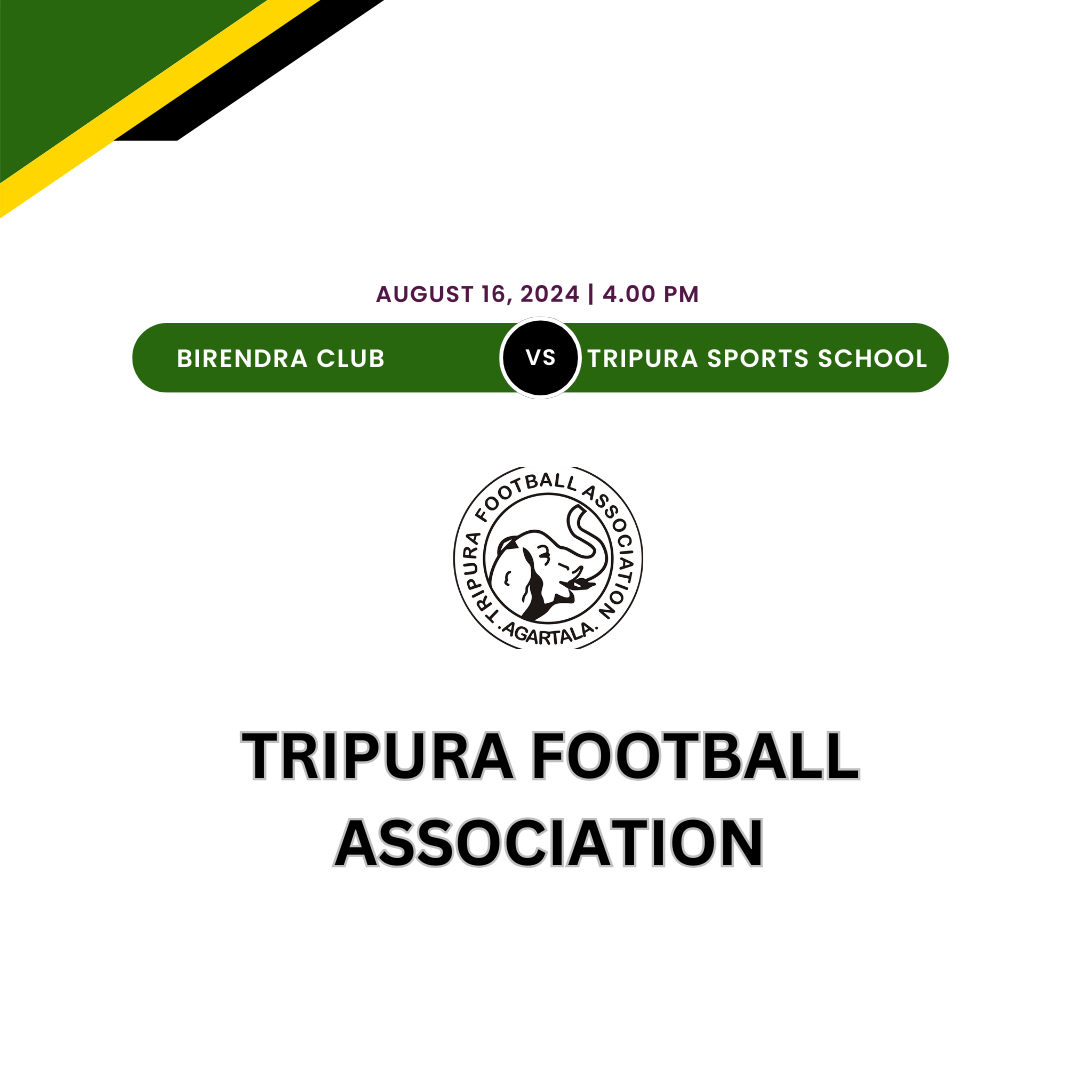 AUGUST 16, 2024 | 4.00 PM
BIRENDRA CLUB VS TRIPURA SPORTS SCHOOL
TRIPURA FOOTBALL ASSOCIATION
.AGARTALA.
TRIPURA FOOTBALL
ASSOCIATION